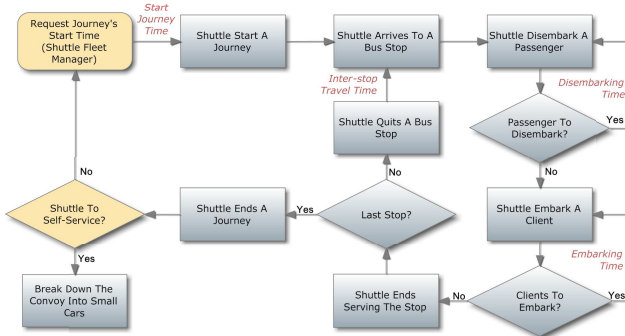 Request Journey's
Start Time
(Shuttle Fleet
Manager)
Start
Journey
Time
Shuttle Start A
Journey
Shuttle Arrives To A
Bus Stop
Shuttle Disembark A
Passenger
Inter-stop
Travel Time
Disembarking
Time
Shuttle Quits A Bus
Stop
Passenger To
Disembark?
Yes
No
No
No
Shuttle To
Self-Service?
Shuttle Ends A
Journey
Yes
Last Stop?
Shuttle Embark A
Client
Embarking
Time
Yes
Break Down The
Convoy Into Small
Cars
Shuttle Ends
Serving The Stop
No
Clients To
Embark?
Yes